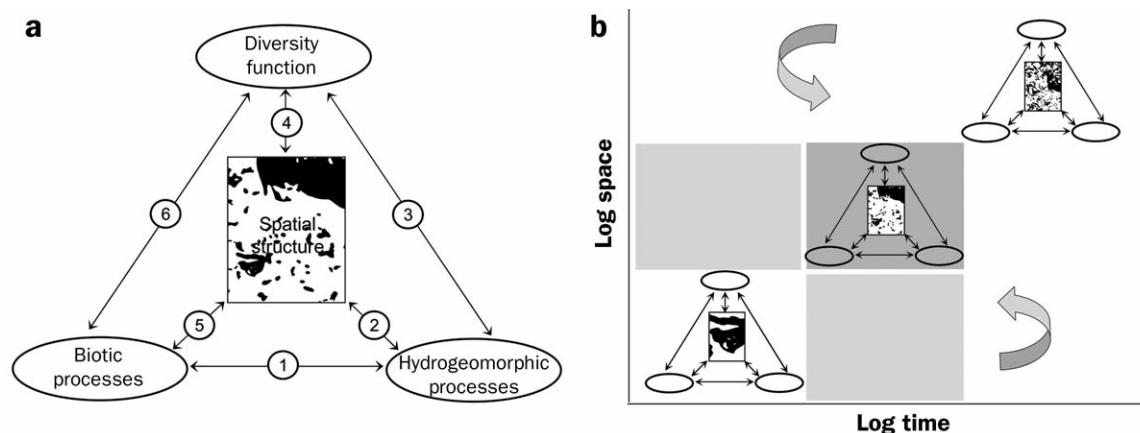 a
Diversity
function
4
6
3
Spatial
structure
5
2
Biotic
processes
1
Hydrogeomorphic
processes
b
Log space
Log time